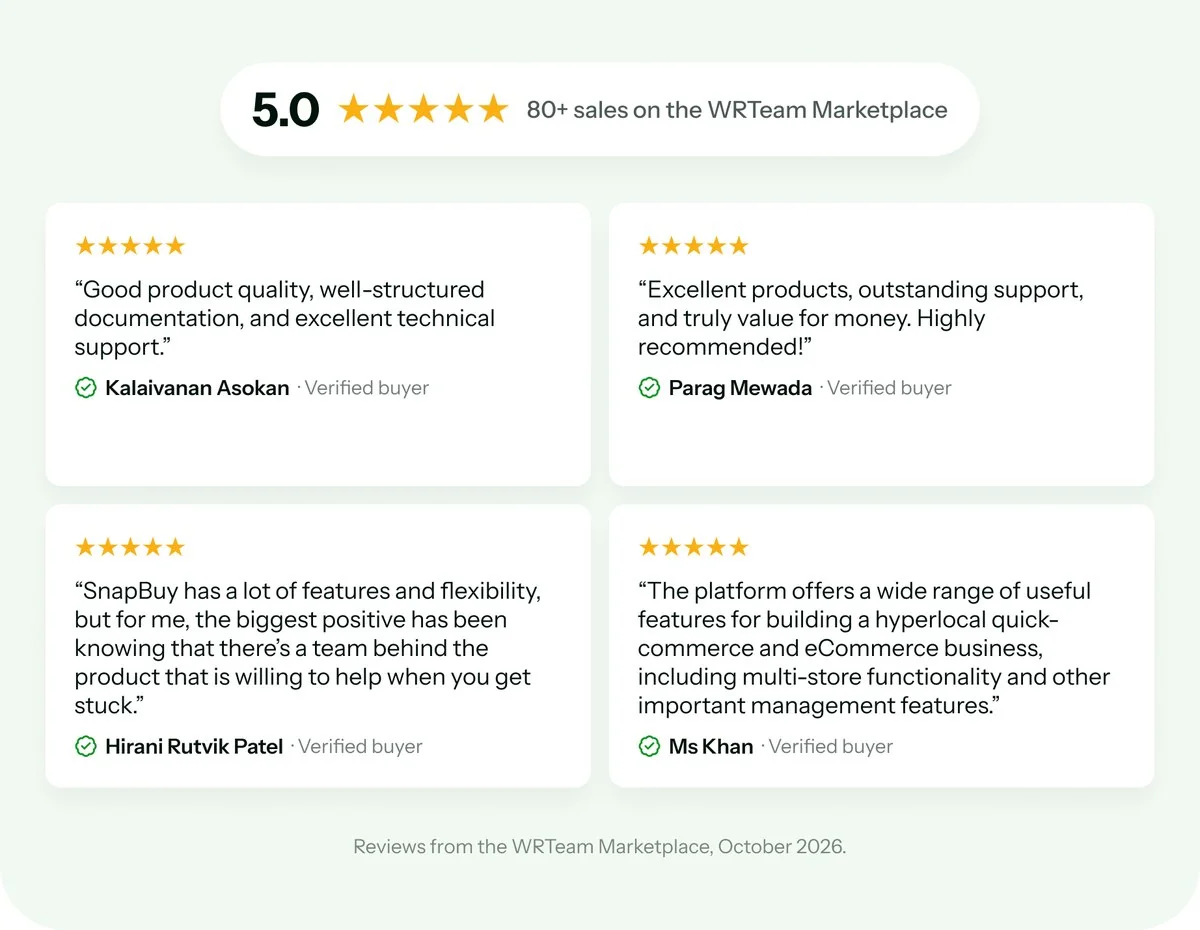 5.0 ★★★★★ 80+ sales on the WRTeam Marketplace
★★★★★
“Good product quality, well-structured
documentation, and excellent technical
support.”
Kalaivanan Asokan · Verified buyer
★★★★★
“Excellent products, outstanding support,
and truly value for money. Highly
recommended!”
Parag Mewada · Verified buyer
★★★★★
“SnapBuy has a lot of features and flexibility,
but for me, the biggest positive has been
knowing that there’s a team behind the
product that is willing to help when you get
stuck.”
Hirani Rutvik Patel · Verified buyer
★★★★★
“The platform offers a wide range of useful
features for building a hyperlocal quick-
commerce and eCommerce business,
including multi-store functionality and other
important management features.”
Ms Khan · Verified buyer
Reviews from the WRTeam Marketplace, October 2026.